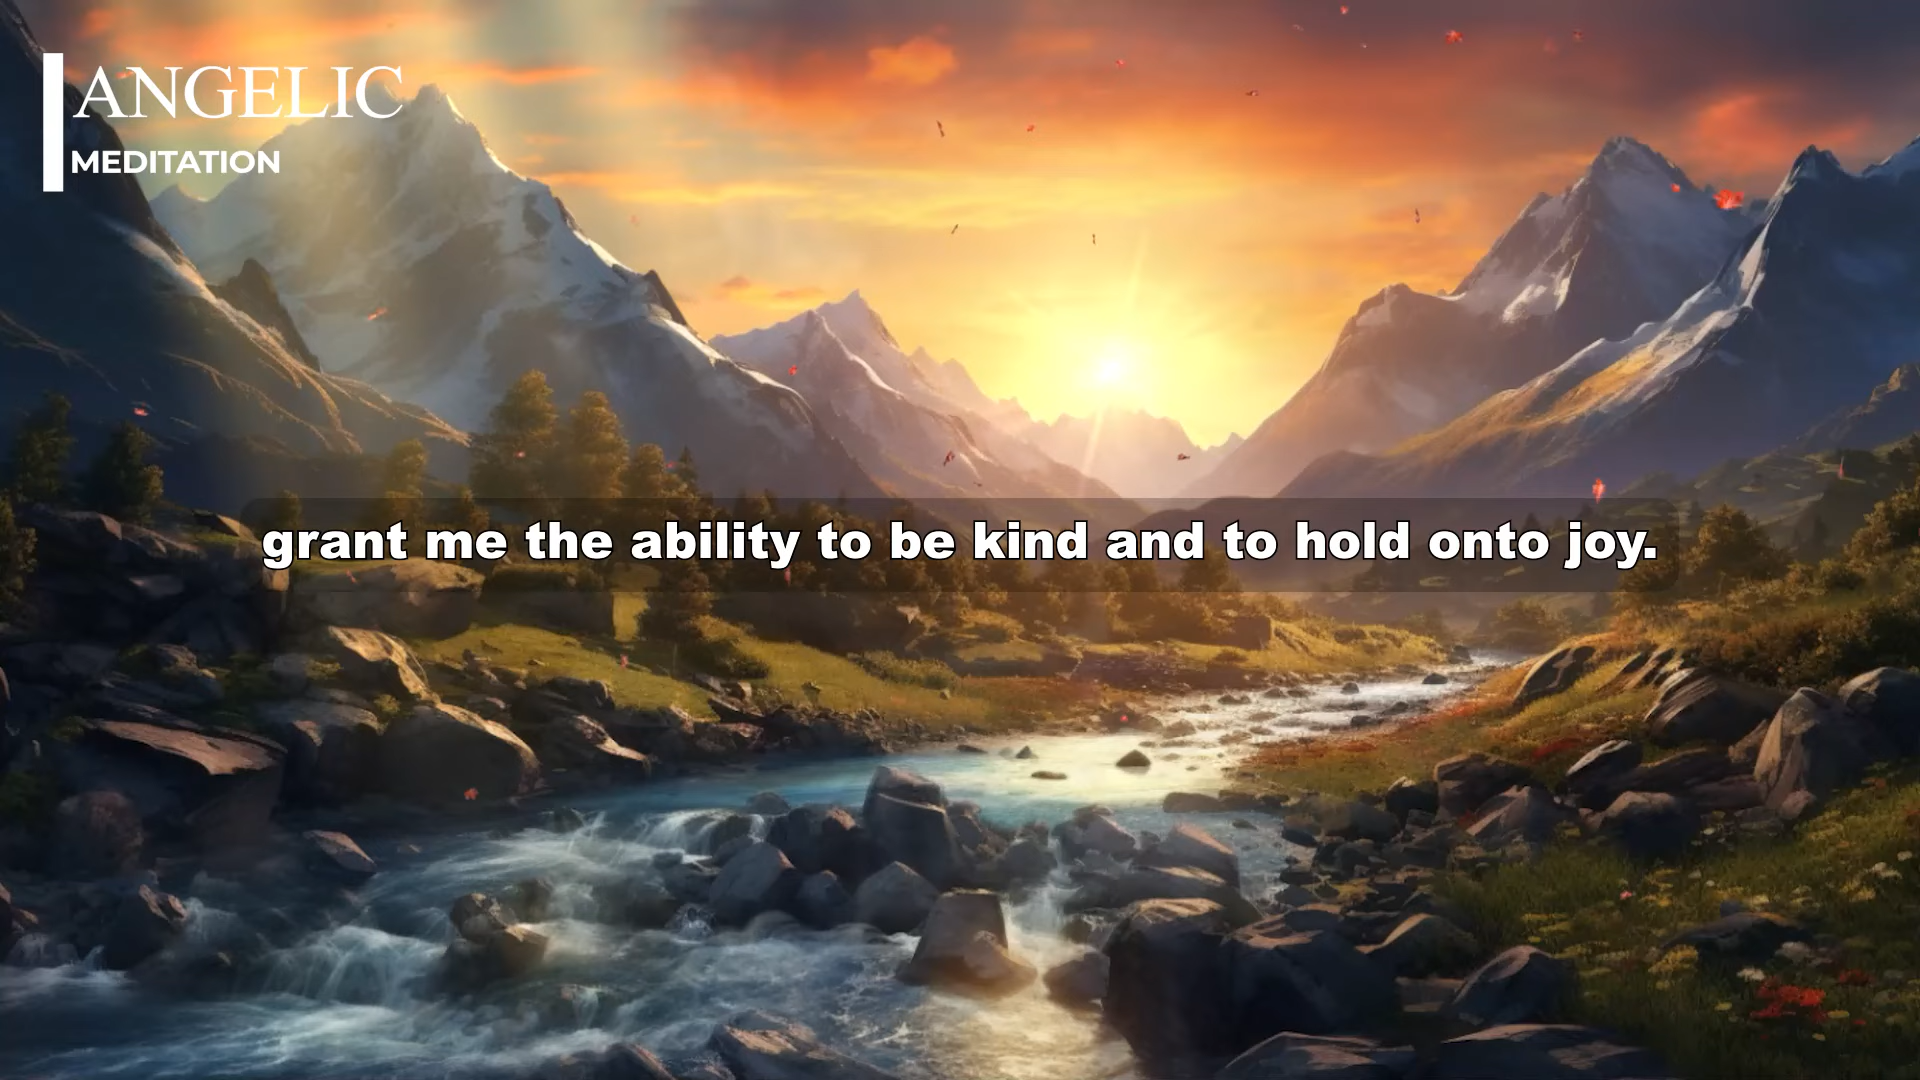 ANGELIC
MEDITATION
grant me the ability to be kind and to hold onto joy.